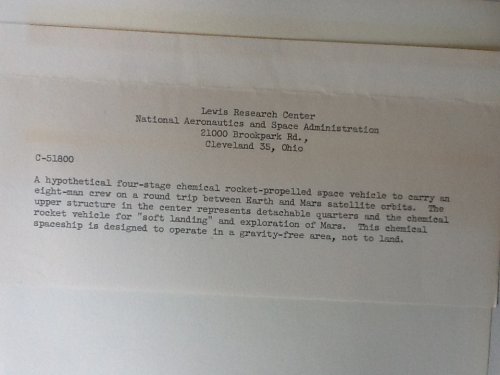 Lewis Research Center
National Aeronautics and Space Administration
21000 Brookpark Rd.,
Cleveland 35, Ohio
C-51800
A hypothetical four-stage chemical rocket-propelled space vehicle to carry an
eight-man crew on a round trip between Earth and Mars satellite orbits. The
upper structure in the center represents detachable quarters and the chemical
rocket vehicle for "soft landing" and exploration of Mars. This chemical
spaceship is designed to operate in a gravity-free area, not to land.